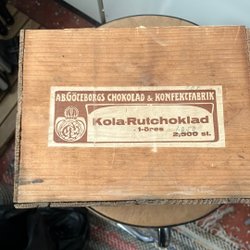 A.B. GÖTEBORGS CHOKOLAD & KONFEKTFABRIK
Kola-Rutchoklad
1-öres
2,500 st.